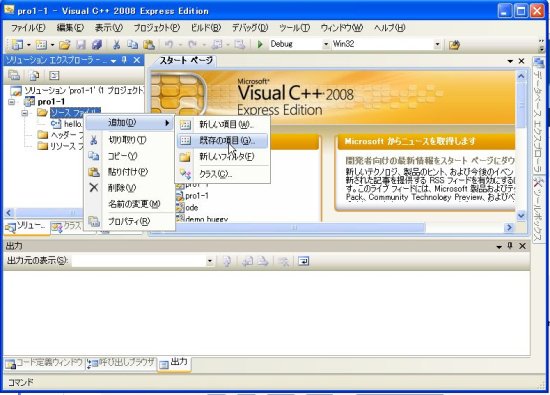 pro1-1 - Visual C++ 2008 Express Edition
ファイル(F) 編集(E) 表示(V) プロジェクト(P) ビルド(B) デバッグ(D) ツール(T) ウィンドウ(W) ヘルプ(H)
Debug Win32
ソリューション エクスプローラー - ...
スタート ページ
ソリューション 'pro1-1' (1 プロジェクト
pro1-1
ソース ファイル
hello.
ヘッダー フ
リソース フ
追加(D)
切り取り(T)
コピー(Y)
貼り付け(P)
削除(V)
名前の変更(M)
プロパティ(R)
新しい項目(W)...
既存の項目(G)...
新しいフィルタ(F)
クラス(C)...
Microsoft
Visual C++ 2008
Express Edition
pro1-1
ode
demo buggy
Microsoft からニュースを取得します
開発者向けの最新情報をスタート ページにダウ
新されたテクノロジ、製品のヒント、および今後のイベン
新された記事を提供する RSS フィードを有効にする(
す。このライブ フィードには、Microsoft 製品およびテク
Pack、Community Technology Preview、およびベ
データベース エクスプローラ
ツールボックス
ソリュー...
クラス
出力
出力元の表示(S):
コード定義ウィンドウ
呼び出しブラウザ
出力
コマンド